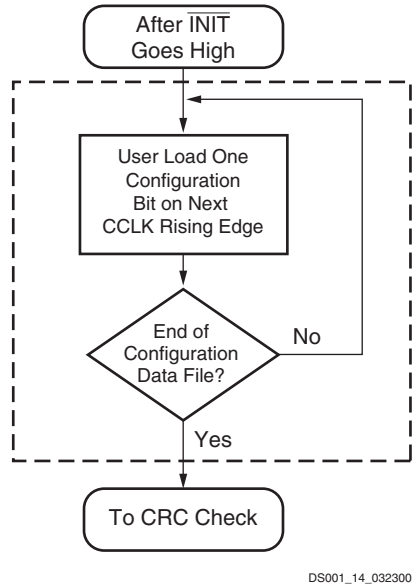 After INIT
Goes High
User Load One
Configuration
Bit on Next
CCLK Rising Edge
End of
Configuration
Data File?
No
Yes
To CRC Check
DS001_14_032300